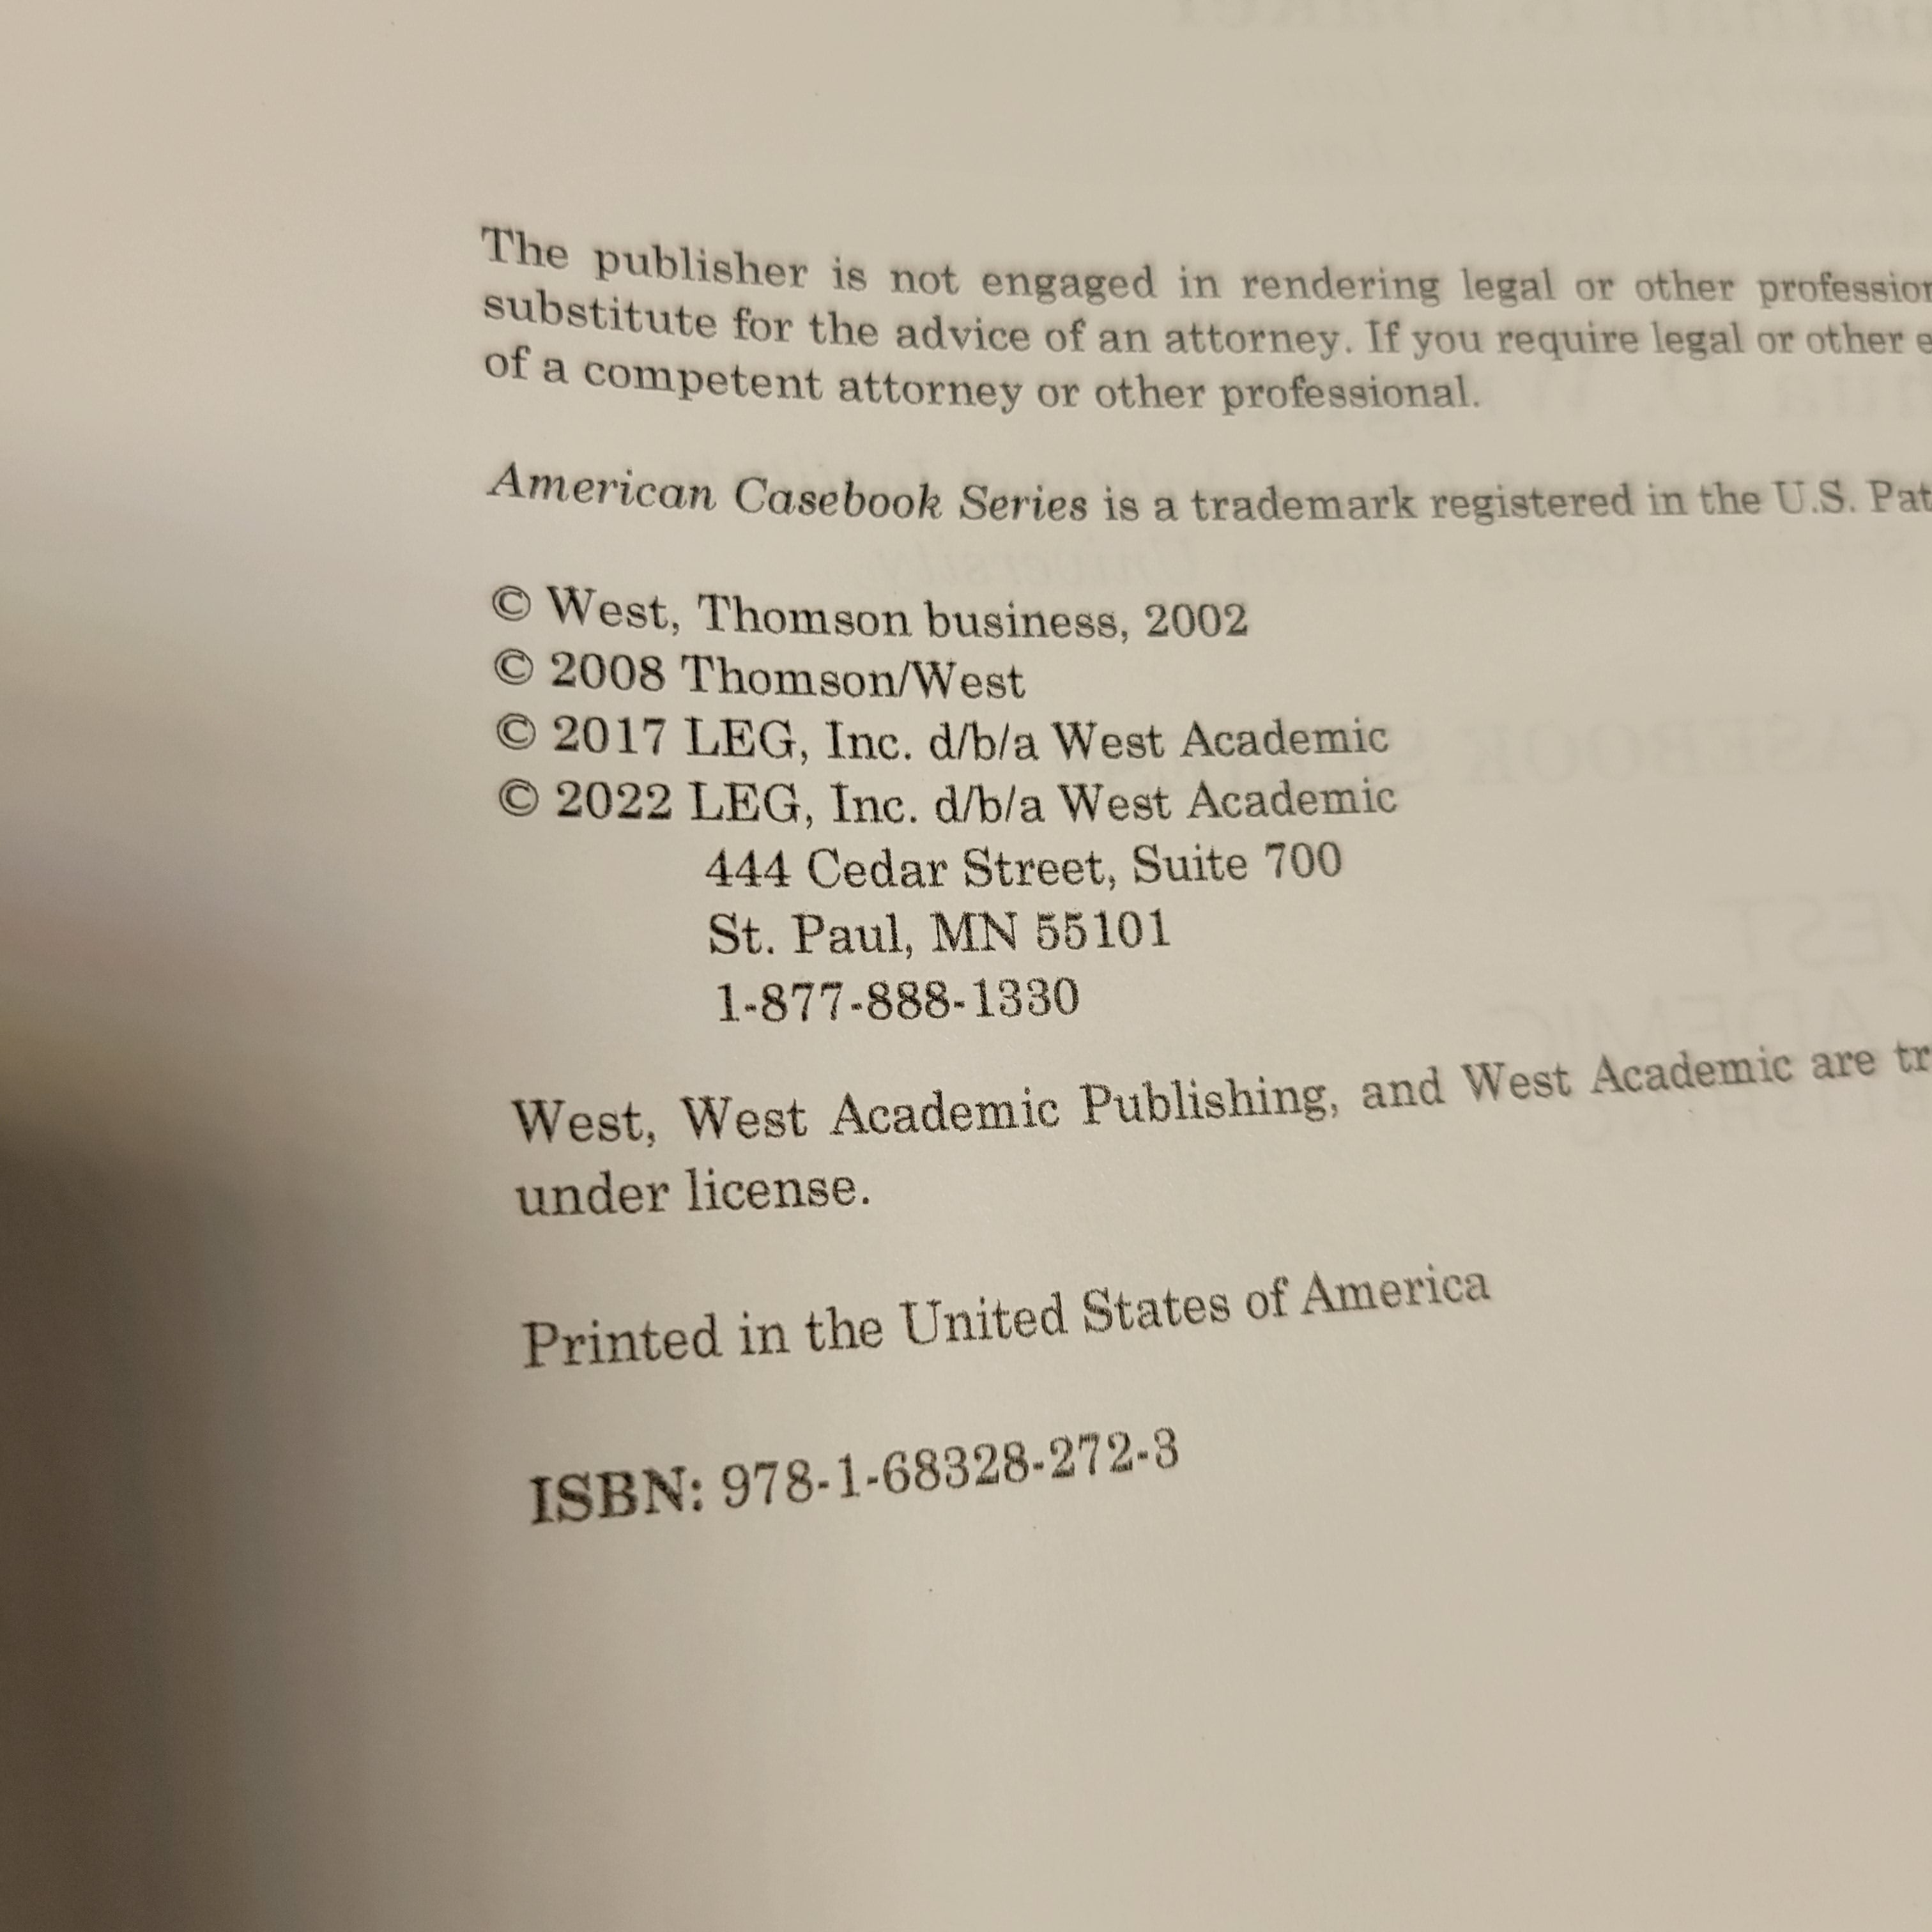 The publisher is not engaged in rendering legal or other profession
substitute for the advice of an attorney. If you require legal or other e
of a competent attorney or other professional.
American Casebook Series is a trademark registered in the U.S. Pat
© West, Thomson business, 2002
© 2008 Thomson/West
© 2017 LEG, Inc. d/b/a West Academic
© 2022 LEG, Inc. d/b/a West Academic
444 Cedar Street, Suite 700
St. Paul, MN 55101
1-877-888-1330
West, West Academic Publishing, and West Academic are tr
under license.
Printed in the United States of America
ISBN: 978-1-68328-272-3